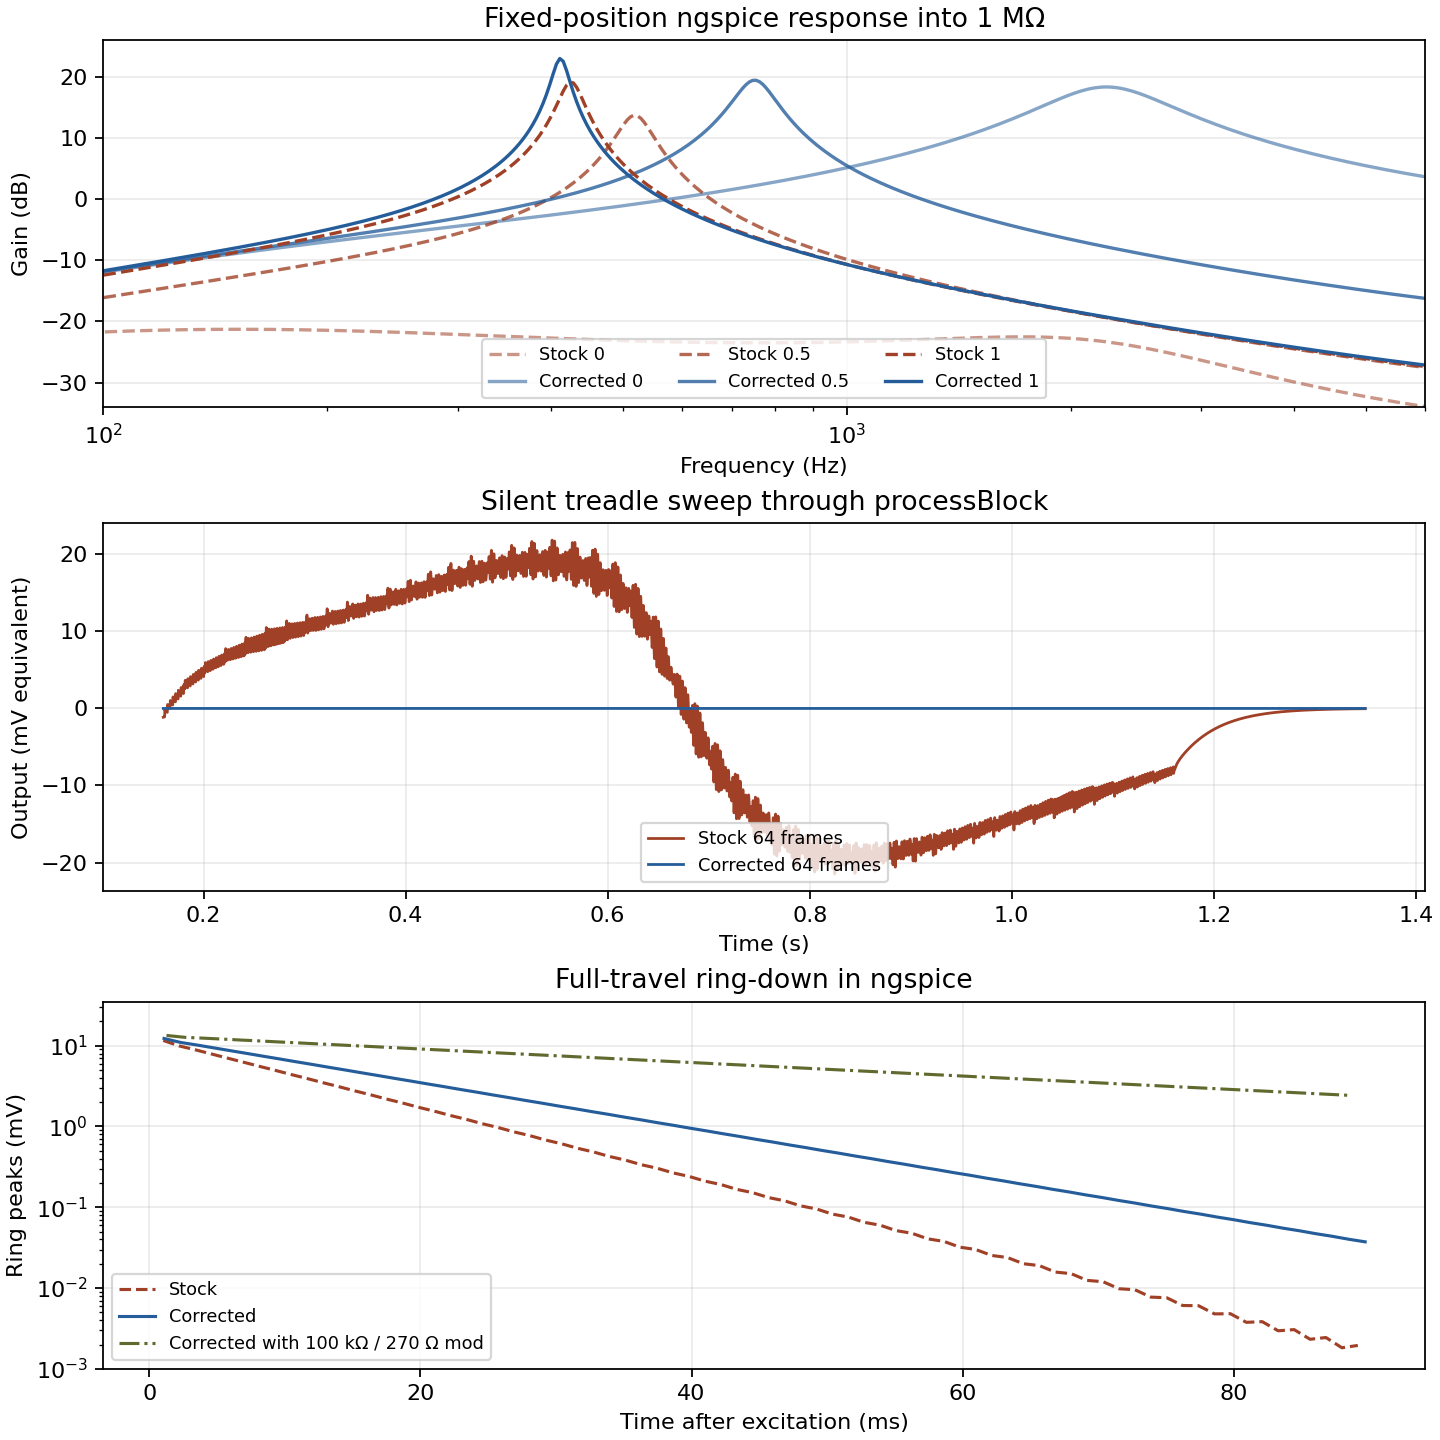 Fixed-position ngspice response into 1 MΩ
Gain (dB)
20
10
0
−10
−20
−30
Stock 0
Stock 0.5
Stock 1
Corrected 0
Corrected 0.5
Corrected 1
10² 10³
Frequency (Hz)
Silent treadle sweep through processBlock
Output (mV equivalent)
20
10
0
−10
−20
Stock 64 frames
Corrected 64 frames
0.2 0.4 0.6 0.8 1.0 1.2 1.4
Time (s)
Full-travel ring-down in ngspice
Ring peaks (mV)
10¹
10⁰
10⁻¹
10⁻²
10⁻³
Stock
Corrected
Corrected with 100 kΩ / 270 Ω mod
0 20 40 60 80
Time after excitation (ms)